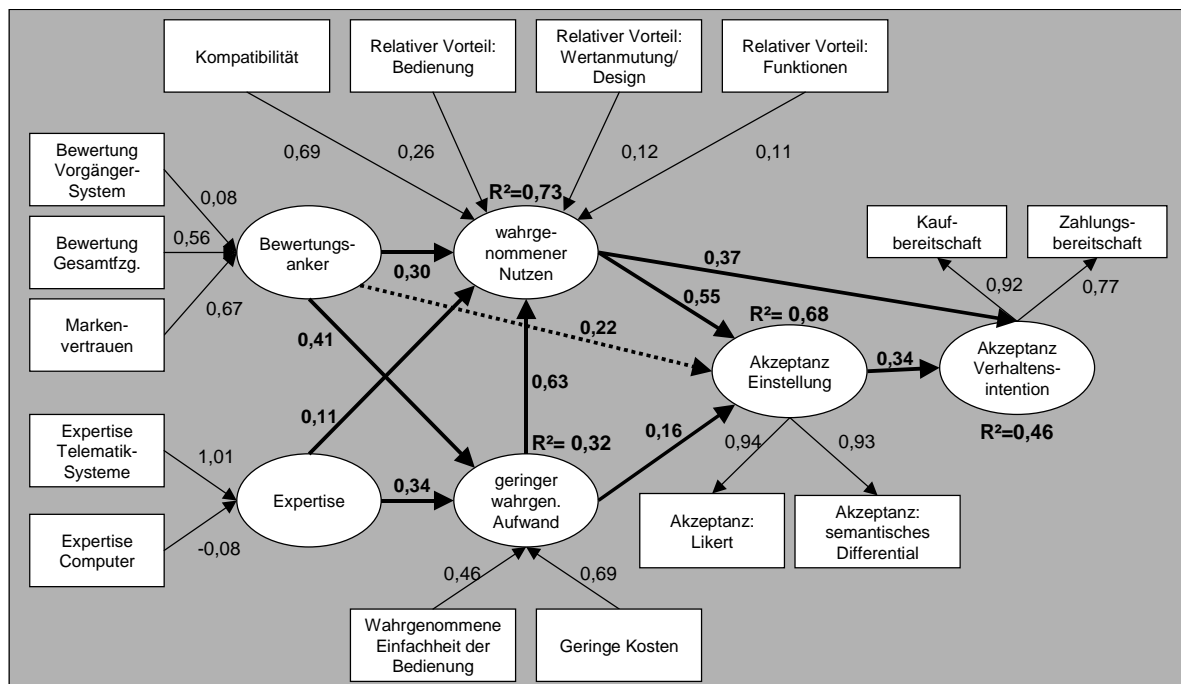 Kompatibilität
Relativer Vorteil:
Bedienung
Relativer Vorteil:
Wertanmutung/
Design
Relativer Vorteil:
Funktionen
Bewertung
Vorgänger-
System
Bewertung
Gesamtfzg.
Marken-
vertrauen
0,08
0,56
0,67
0,69
0,26
0,12
0,11
R²=0,73
Bewertungs-
anker
wahrge-
nommener
Nutzen
0,30
0,41
0,22
0,63
0,11
0,37
0,55
Kauf-
bereitschaft
Zahlungs-
bereitschaft
0,92
0,77
R²= 0,68
Akzeptanz
Einstellung
0,34
Akzeptanz
Verhaltens-
intention
R²=0,46
Expertise
Telematik-
Systeme
Expertise
Computer
1,01
-0,08
Expertise
0,34
R²= 0,32
geringer
wahrgen.
Aufwand
0,16
0,94
0,93
Akzeptanz:
Likert
Akzeptanz:
semantisches
Differential
0,46
0,69
Wahrgenommene
Einfachheit der
Bedienung
Geringe Kosten